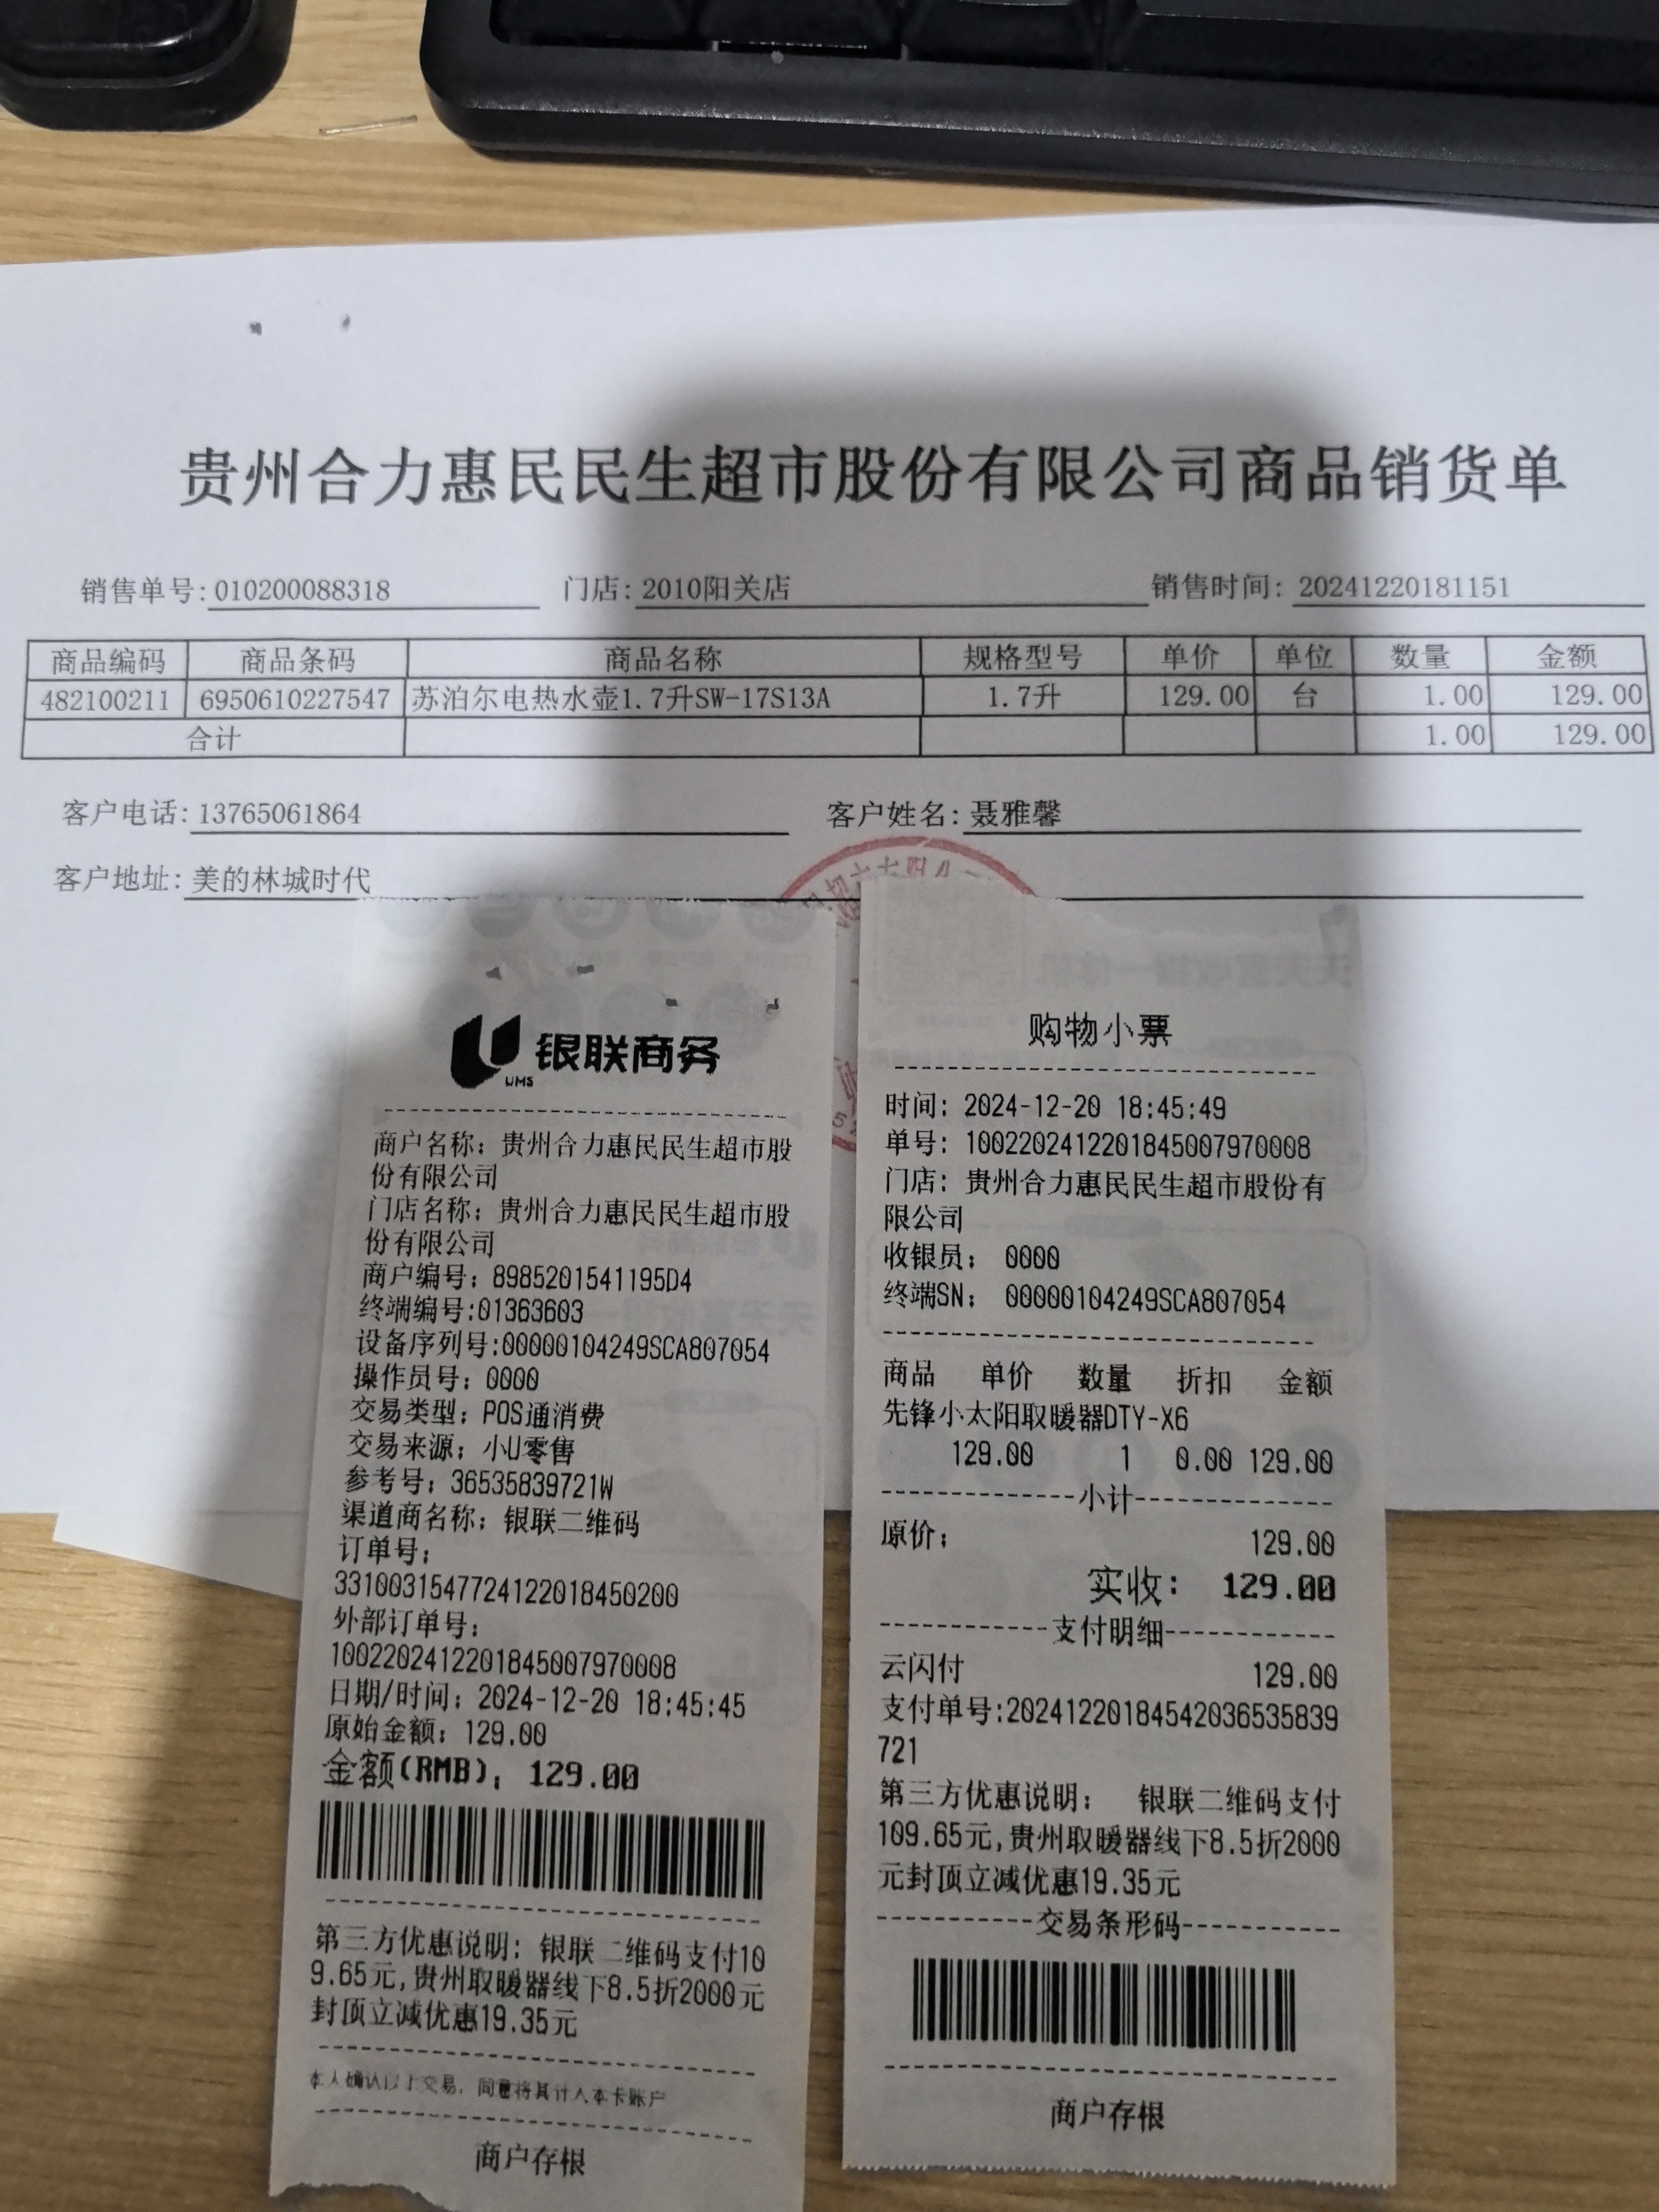 贵州合力惠民民生超市股份有限公司商品销货单
销售单号:010200088318 门店:2010阳关店 销售时间: 20241220181151
商品编码 商品条码 商品名称 规格型号 单价 单位 数量 金额
482100211 6950610227547 苏泊尔电热水壶1.7升SW-17S13A 1.7升 129.00 台 1.00 129.00
合计 1.00 129.00
客户电话:13765061864 客户姓名:聂雅馨
客户地址:美的林城时代
银联商务
UMS
商户名称: 贵州合力惠民民生超市股
份有限公司
门店名称: 贵州合力惠民民生超市股
份有限公司
商户编号: 8985201541195D4
终端编号:01363603
设备序列号:00000104249SCA807054
操作员号: 0000
交易类型: POS通消费
交易来源: 小U零售
参考号: 36535839721W
渠道商名称: 银联二维码
订单号:
3310031547724122018450200
外部订单号:
1002202412201845007970008
日期/时间: 2024-12-20 18:45:45
原始金额: 129.00
金额(RMB): 129.00
第三方优惠说明: 银联二维码支付10
9.65元,贵州取暖器线下8.5折2000元
封顶立减优惠19.35元
本人确认以上交易, 同意将其计入本卡账户
商户存根
购物小票
时间: 2024-12-20 18:45:49
单号: 1002202412201845007970008
门店: 贵州合力惠民民生超市股份有
限公司
收银员: 0000
终端SN: 00000104249SCA807054
商品 单价 数量 折扣 金额
先锋小太阳取暖器DTY-X6
129.00 1 0.00 129.00
小计
原价: 129.00
实收: 129.00
支付明细
云闪付 129.00
支付单号:2024122018454203653583​9
721
第三方优惠说明: 银联二维码支付
109.65元,贵州取暖器线下8.5折2000
元封顶立减优惠19.35元
交易条形码
商户存根